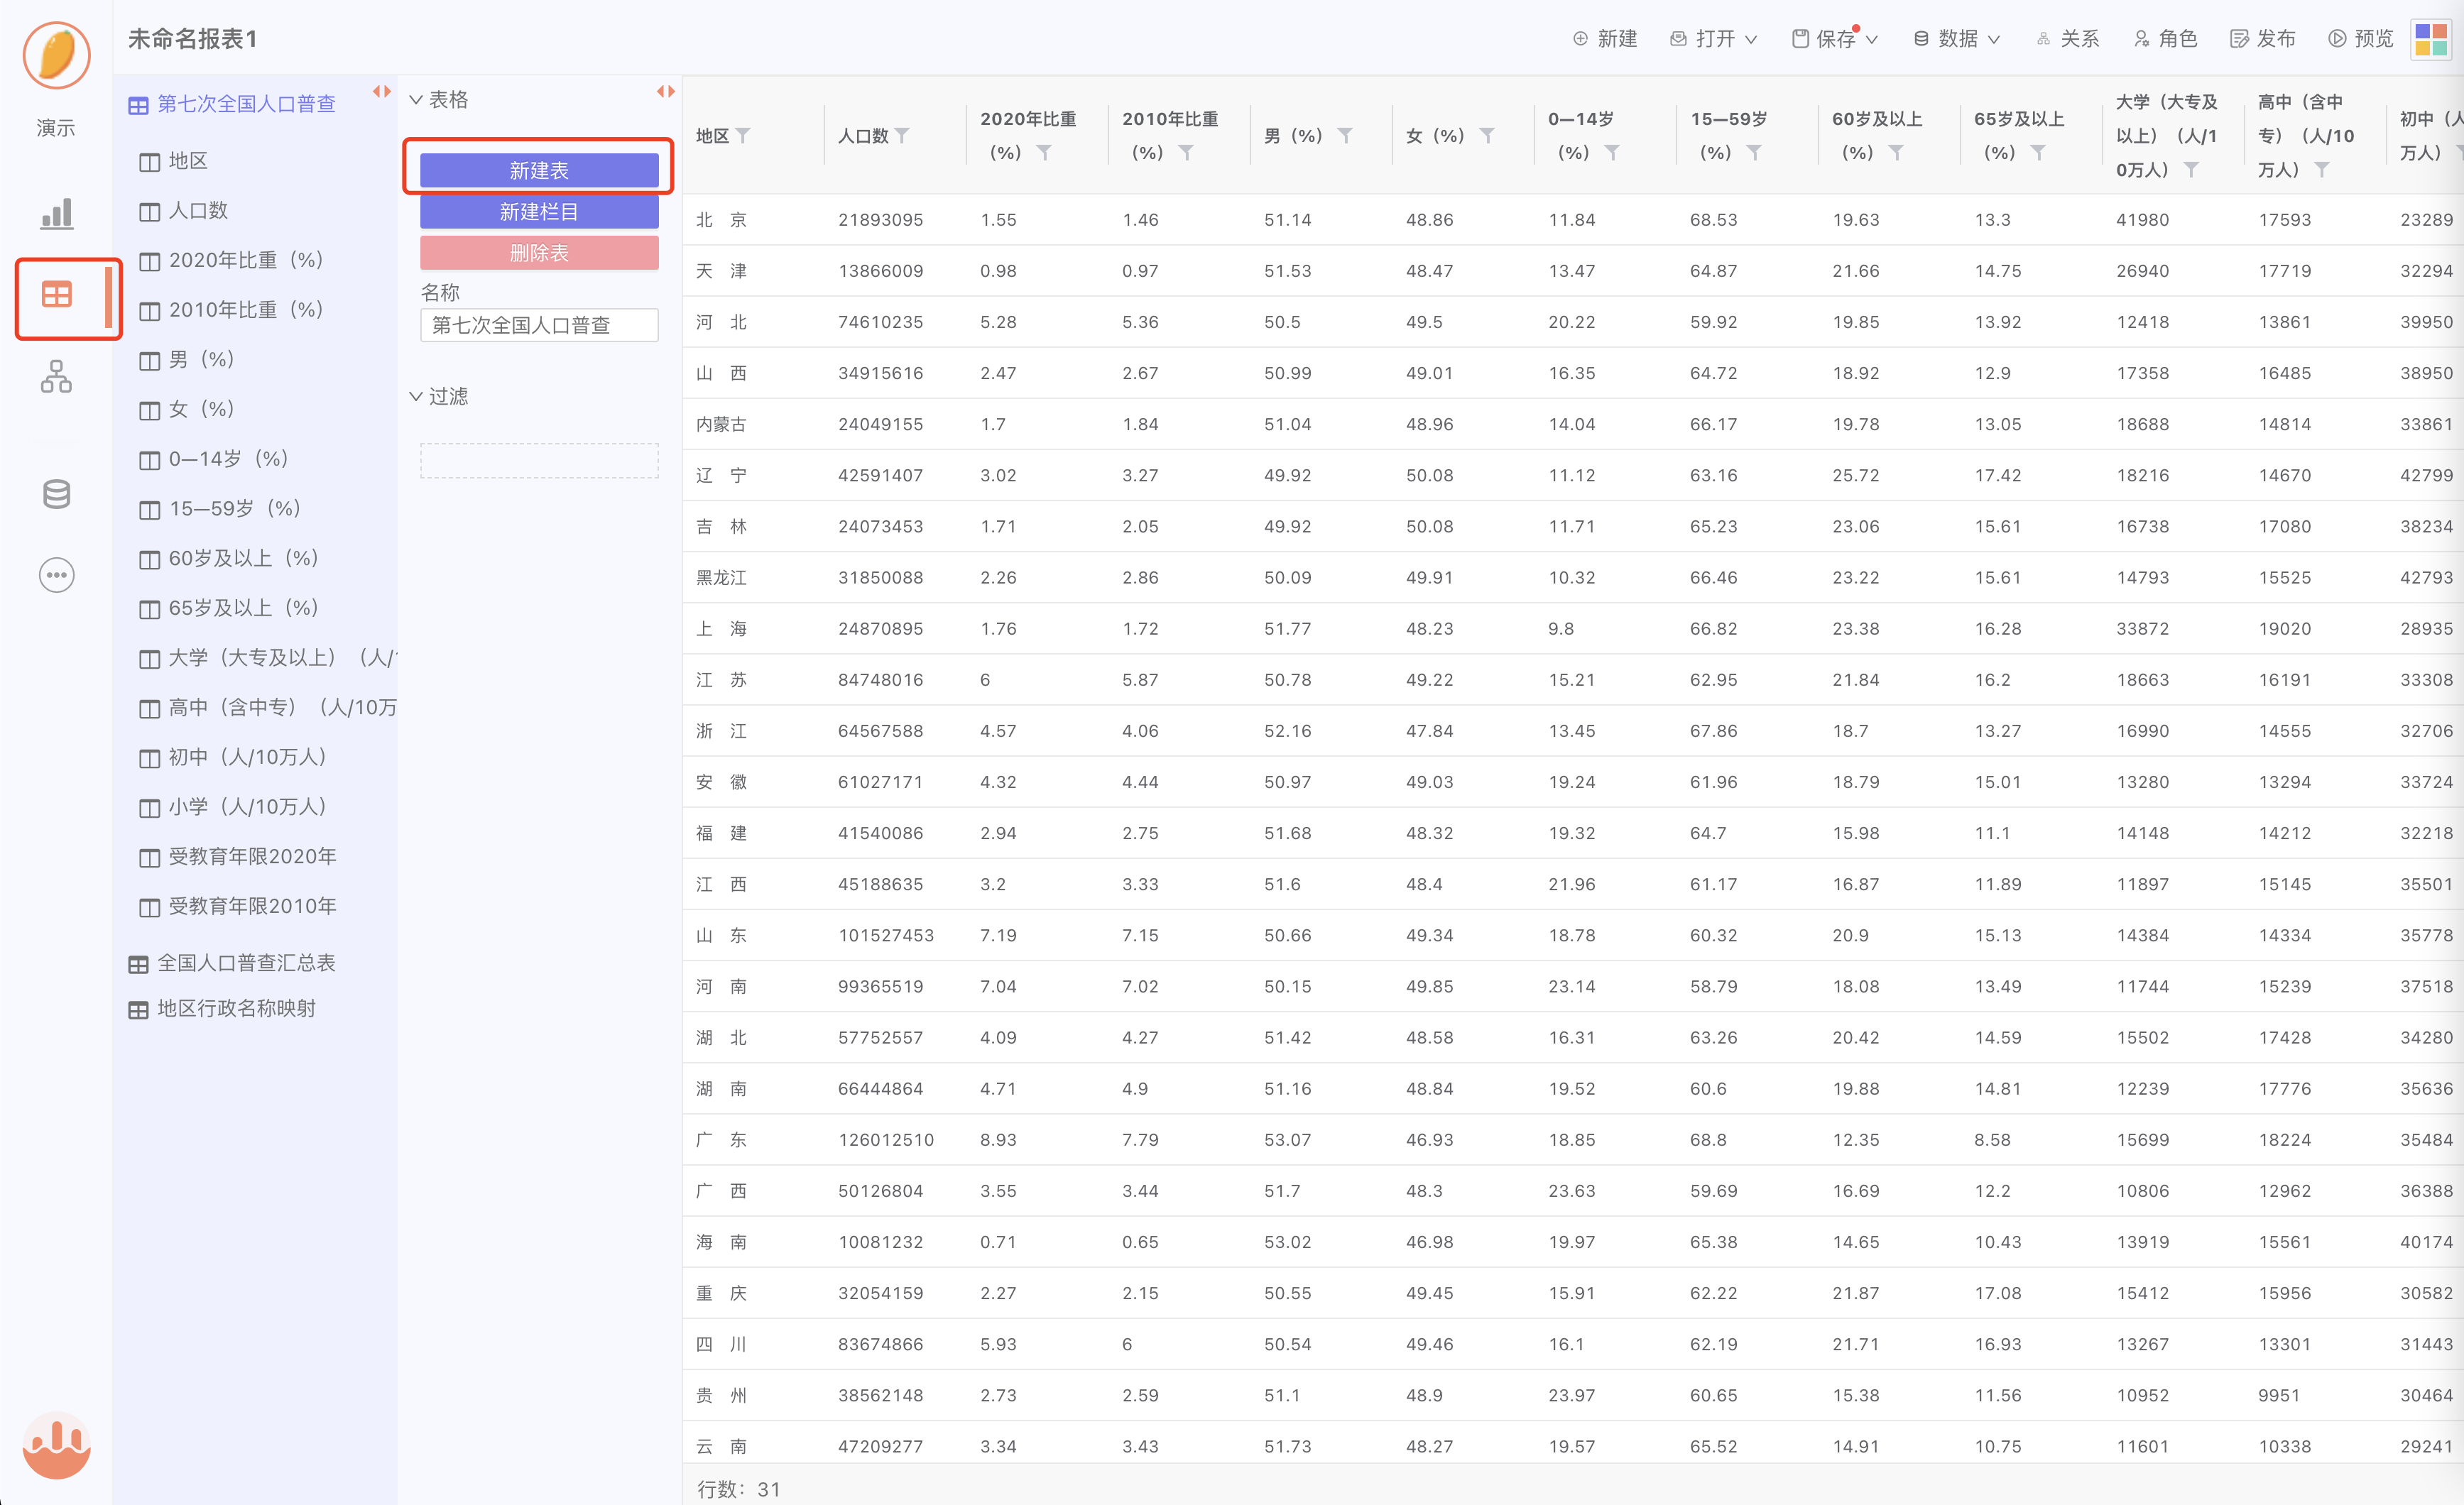 未命名报表1
新建
打开
保存
数据
关系
角色
发布
预览
演示
第七次全国人口普查
地区
人口数
2020年比重（%）
2010年比重（%）
男（%）
女（%）
0—14岁（%）
15—59岁（%）
60岁及以上（%）
65岁及以上（%）
大学（大专及以上）（人/
高中（含中专）（人/10万
初中（人/10万人）
小学（人/10万人）
受教育年限2020年
受教育年限2010年
全国人口普查汇总表
地区行政名称映射
表格
新建表
新建栏目
删除表
名称
第七次全国人口普查
过滤
地区 人口数 2020年比重（%） 2010年比重（%） 男（%） 女（%） 0—14岁（%） 15—59岁（%） 60岁及以上（%） 65岁及以上（%） 大学（大专及以上）（人/10万人） 高中（含中专）（人/10万人） 初中（人 万人）
北 京 21893095 1.55 1.46 51.14 48.86 11.84 68.53 19.63 13.3 41980 17593 23289
天 津 13866009 0.98 0.97 51.53 48.47 13.47 64.87 21.66 14.75 26940 17719 32294
河 北 74610235 5.28 5.36 50.5 49.5 20.22 59.92 19.85 13.92 12418 13861 39950
山 西 34915616 2.47 2.67 50.99 49.01 16.35 64.72 18.92 12.9 17358 16485 38950
内蒙古 24049155 1.7 1.84 51.04 48.96 14.04 66.17 19.78 13.05 18688 14814 33861
辽 宁 42591407 3.02 3.27 49.92 50.08 11.12 63.16 25.72 17.42 18216 14670 42799
吉 林 24073453 1.71 2.05 49.92 50.08 11.71 65.23 23.06 15.61 16738 17080 38234
黑龙江 31850088 2.26 2.86 50.09 49.91 10.32 66.46 23.22 15.61 14793 15525 42793
上 海 24870895 1.76 1.72 51.77 48.23 9.8 66.82 23.38 16.28 33872 19020 28935
江 苏 84748016 6 5.87 50.78 49.22 15.21 62.95 21.84 16.2 18663 16191 33308
浙 江 64567588 4.57 4.06 52.16 47.84 13.45 67.86 18.7 13.27 16990 14555 32706
安 徽 61027171 4.32 4.44 50.97 49.03 19.24 61.96 18.79 15.01 13280 13294 33724
福 建 41540086 2.94 2.75 51.68 48.32 19.32 64.7 15.98 11.1 14148 14212 32218
江 西 45188635 3.2 3.33 51.6 48.4 21.96 61.17 16.87 11.89 11897 15145 35501
山 东 101527453 7.19 7.15 50.66 49.34 18.78 60.32 20.9 15.13 14384 14334 35778
河 南 99365519 7.04 7.02 50.15 49.85 23.14 58.79 18.08 13.49 11744 15239 37518
湖 北 57752557 4.09 4.27 51.42 48.58 16.31 63.26 20.42 14.59 15502 17428 34280
湖 南 66444864 4.71 4.9 51.16 48.84 19.52 60.6 19.88 14.81 12239 17776 35636
广 东 126012510 8.93 7.79 53.07 46.93 18.85 68.8 12.35 8.58 15699 18224 35484
广 西 50126804 3.55 3.44 51.7 48.3 23.63 59.69 16.69 12.2 10806 12962 36388
海 南 10081232 0.71 0.65 53.02 46.98 19.97 65.38 14.65 10.43 13919 15561 40174
重 庆 32054159 2.27 2.15 50.55 49.45 15.91 62.22 21.87 17.08 15412 15956 30582
四 川 83674866 5.93 6 50.54 49.46 16.1 62.19 21.71 16.93 13267 13301 31443
贵 州 38562148 2.73 2.59 51.1 48.9 23.97 60.65 15.38 11.56 10952 9951 30464
云 南 47209277 3.34 3.43 51.73 48.27 19.57 65.52 14.91 10.75 11601 10338 29241
行数：31